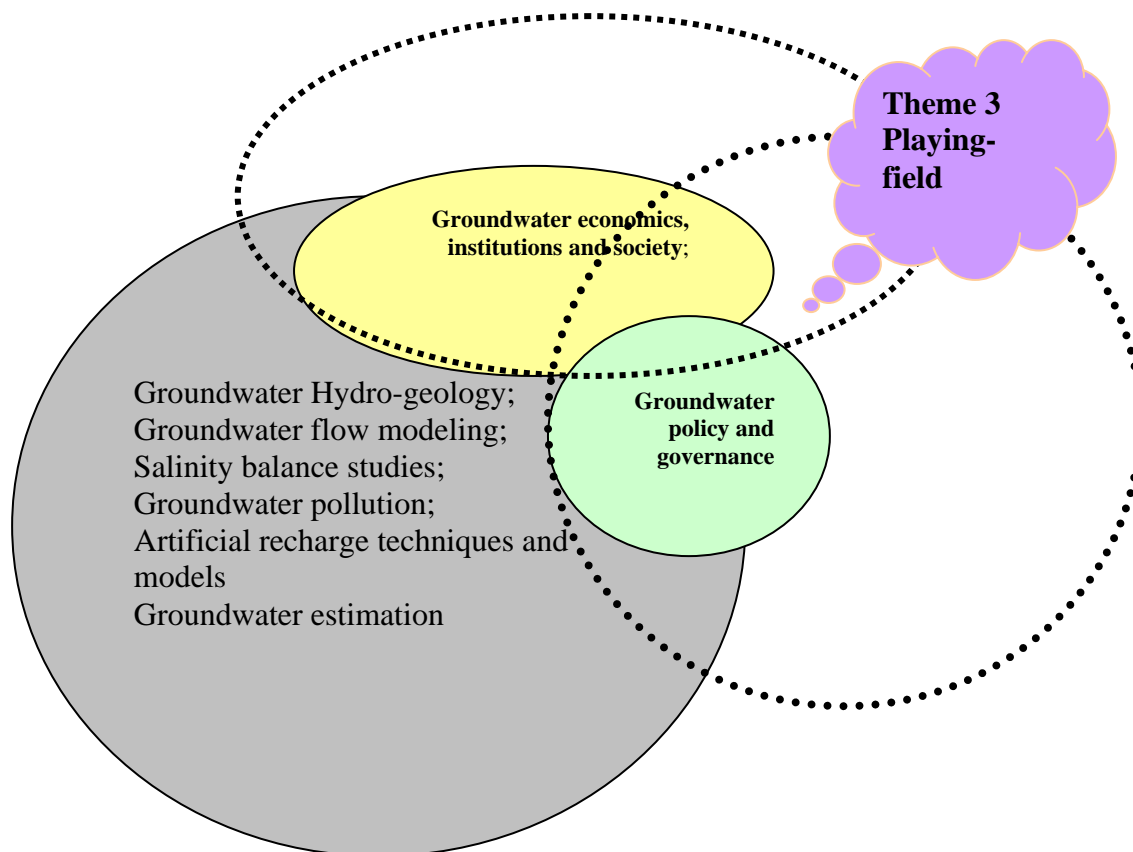 Theme 3
Playing-
field
Groundwater economics,
institutions and society;
Groundwater Hydro-geology;
Groundwater flow modeling;
Salinity balance studies;
Groundwater pollution;
Artificial recharge techniques and
models
Groundwater estimation
Groundwater
policy and
governance